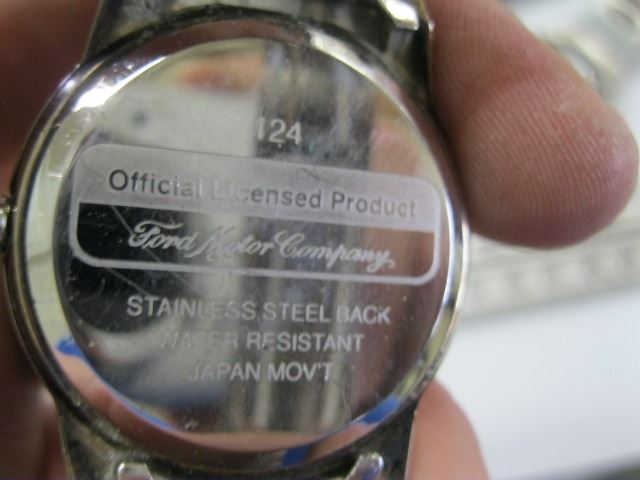 124
Official Licensed Product
Ford Motor Company
STAINLESS STEEL BACK
WATER RESISTANT
JAPAN MOV'T